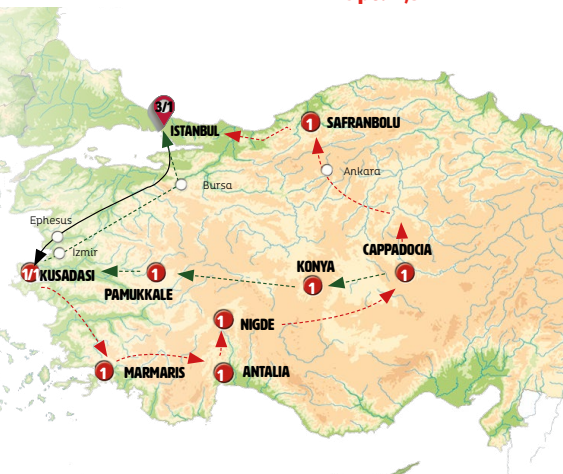 3/1
ISTANBUL
1
SAFRANBOLU
Ankara
Bursa
Ephesus
Izmir
CAPPADOCIA
1/1
KUSADASI
1
PAMUKKALE
KONYA
1
1
1
NIGDE
1
MARMARIS
1
ANTALIA